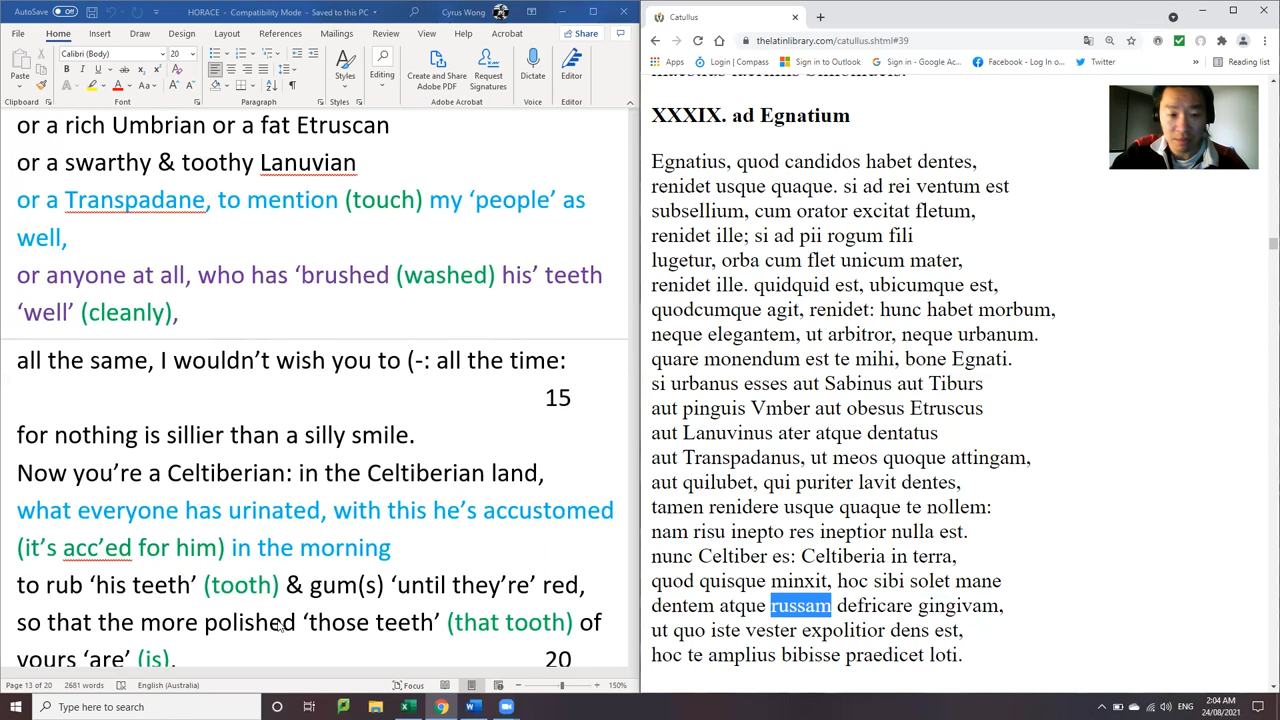 AutoSave Off HORACE - Compatibility Mode - Saved to this PC Cyrus Wong
File Home Insert Draw Design Layout References Mailings Review View Help Acrobat Share
Calibri (Body) 20
Paste Styles Editing Create and Share Adobe PDF Request Signatures Dictate Editor
Clipboard Font Paragraph Styles Adobe Acrobat Voice Editor
or a rich Umbrian or a fat Etruscan
or a swarthy & toothy Lanuvian
or a Transpadane, to mention (touch) my ‘people’ as
well,
or anyone at all, who has ‘brushed (washed) his’ teeth
‘well’ (cleanly),
all the same, I wouldn’t wish you to (-: all the time:
15
for nothing is sillier than a silly smile.
Now you’re a Celtiberian: in the Celtiberian land,
what everyone has urinated, with this he’s accustomed
(it’s acc’ed for him) in the morning
to rub ‘his teeth’ (tooth) & gum(s) ‘until they’re’ red,
so that the more polished ‘those teeth’ (that tooth) of
yours ‘are’ (is), 20
Page 13 of 20 2681 words English (Australia) Focus 150%
Catullus
thelatinlibrary.com/catullus.shtml#39
Apps Login | Compass Sign in to Outlook Sign in - Google Ac... Facebook - Log In o... Twitter » Reading list
XXXIX. ad Egnatium
Egnatius, quod candidos habet dentes,
renidet usque quaque. si ad rei ventum est
subsellium, cum orator excitat fletum,
renidet ille; si ad pii rogum fili
lugetur, orba cum flet unicum mater,
renidet ille. quidquid est, ubicumque est,
quodcumque agit, renidet: hunc habet morbum,
neque elegantem, ut arbitror, neque urbanum.
quare monendum est te mihi, bone Egnati.
si urbanus esses aut Sabinus aut Tiburs
aut pinguis Vmber aut obesus Etruscus
aut Lanuvinus ater atque dentatus
aut Transpadanus, ut meos quoque attingam,
aut quilubet, qui puriter lavit dentes,
tamen renidere usque quaque te nollem:
nam risu inepto res ineptior nulla est.
nunc Celtiber es: Celtiberia in terra,
quod quisque minxit, hoc sibi solet mane
dentem atque russam defricare gingivam,
ut quo iste vester expolitior dens est,
hoc te amplius bibisse praedicet loti.
Type here to search ENG 2:04 AM
24/08/2021